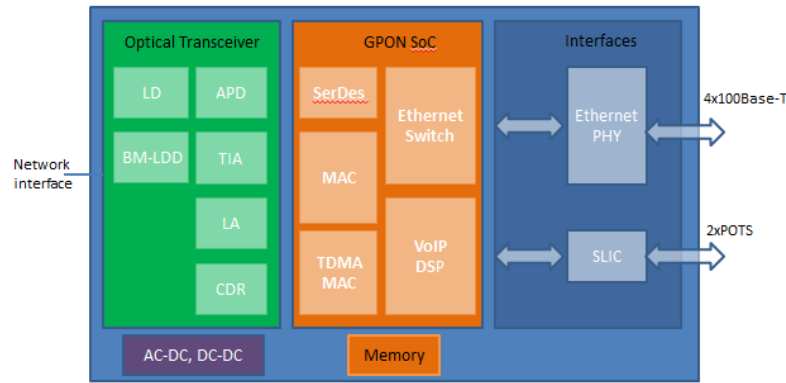 Optical Transceiver
GPON SoC
Interfaces
LD
APD
BM-LDD
TIA
LA
CDR
SerDes
MAC
TDMA
MAC
Ethernet
Switch
VoIP
DSP
Ethernet
PHY
SLIC
4x100Base-T
2xPOTS
Network
interface
AC-DC, DC-DC
Memory